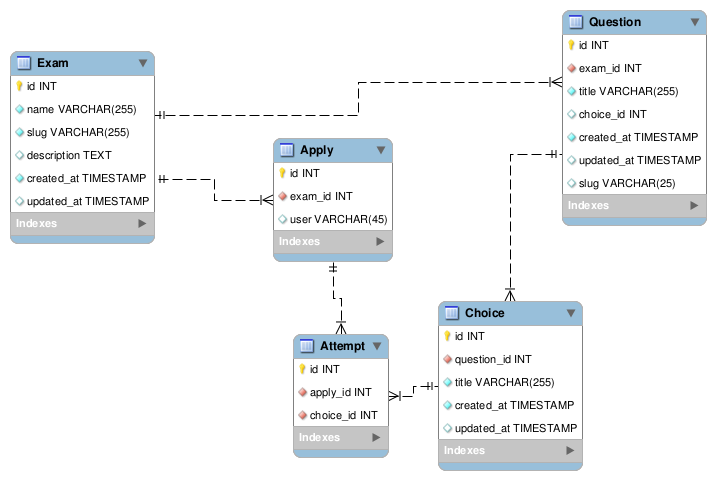 Exam
id INT
name VARCHAR(255)
slug VARCHAR(255)
description TEXT
created_at TIMESTAMP
updated_at TIMESTAMP
Indexes
Apply
id INT
exam_id INT
user VARCHAR(45)
Indexes
Question
id INT
exam_id INT
title VARCHAR(255)
choice_id INT
created_at TIMESTAMP
updated_at TIMESTAMP
slug VARCHAR(25)
Indexes
Attempt
id INT
apply_id INT
choice_id INT
Indexes
Choice
id INT
question_id INT
title VARCHAR(255)
created_at TIMESTAMP
updated_at TIMESTAMP
Indexes